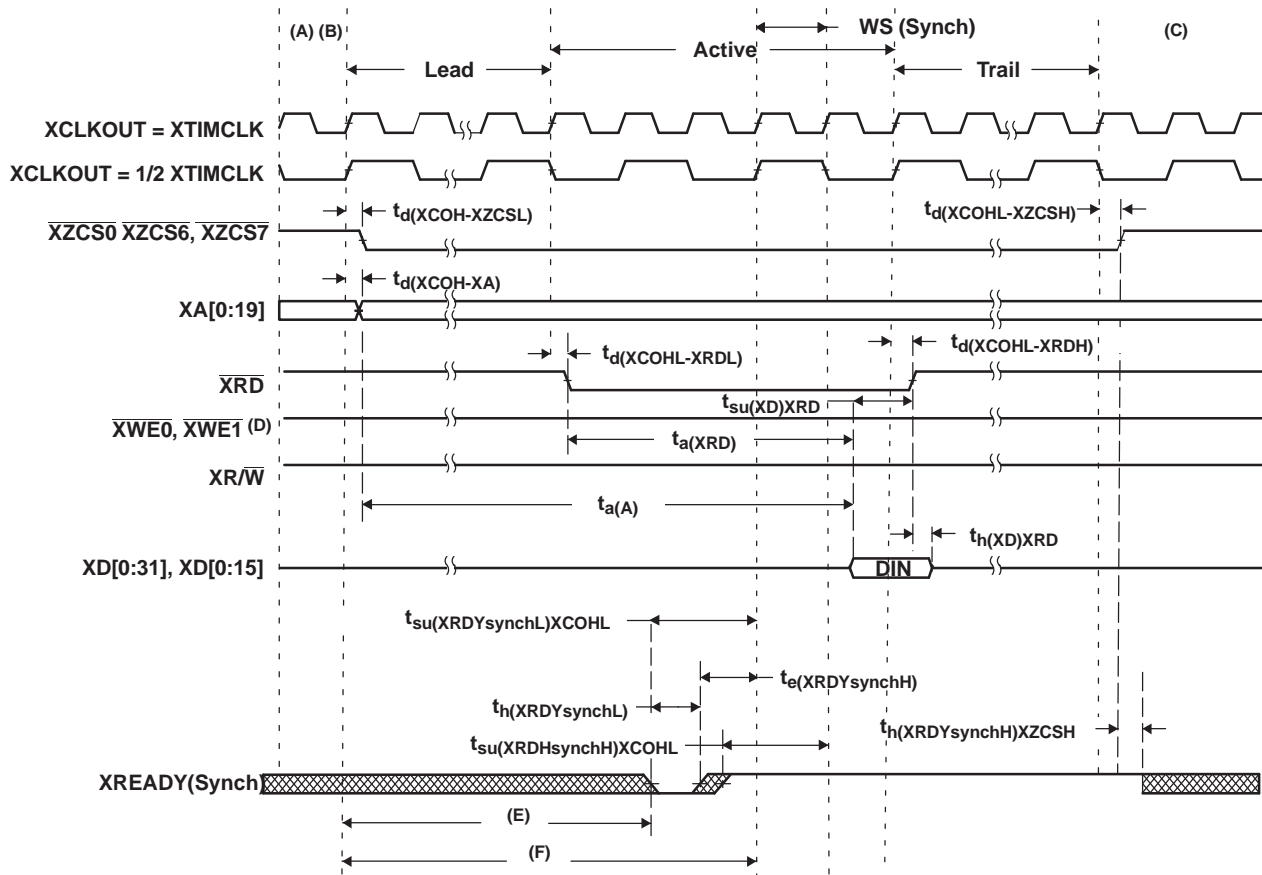 (A) (B)
WS (Synch)
(C)
Active
Lead
Trail
XCLKOUT = XTIMCLK
XCLKOUT = 1/2 XTIMCLK
td(XCOH-XZCSL)
td(XCOHL-XZCSH)
XZCS0 XZCS6, XZCS7
td(XCOH-XA)
XA[0:19]
td(XCOHL-XRDL)
td(XCOHL-XRDH)
XRD
tsu(XD)XRD
XWE0, XWE1 (D)
ta(XRD)
XR/W
ta(A)
th(XD)XRD
XD[0:31], XD[0:15]
DIN
tsu(XRDYsynchL)XCOHL
te(XRDYsynchH)
th(XRDYsynchL)
th(XRDYsynchH)XZCSH
tsu(XRDHsynchH)XCOHL
XREADY(Synch)
(E)
(F)